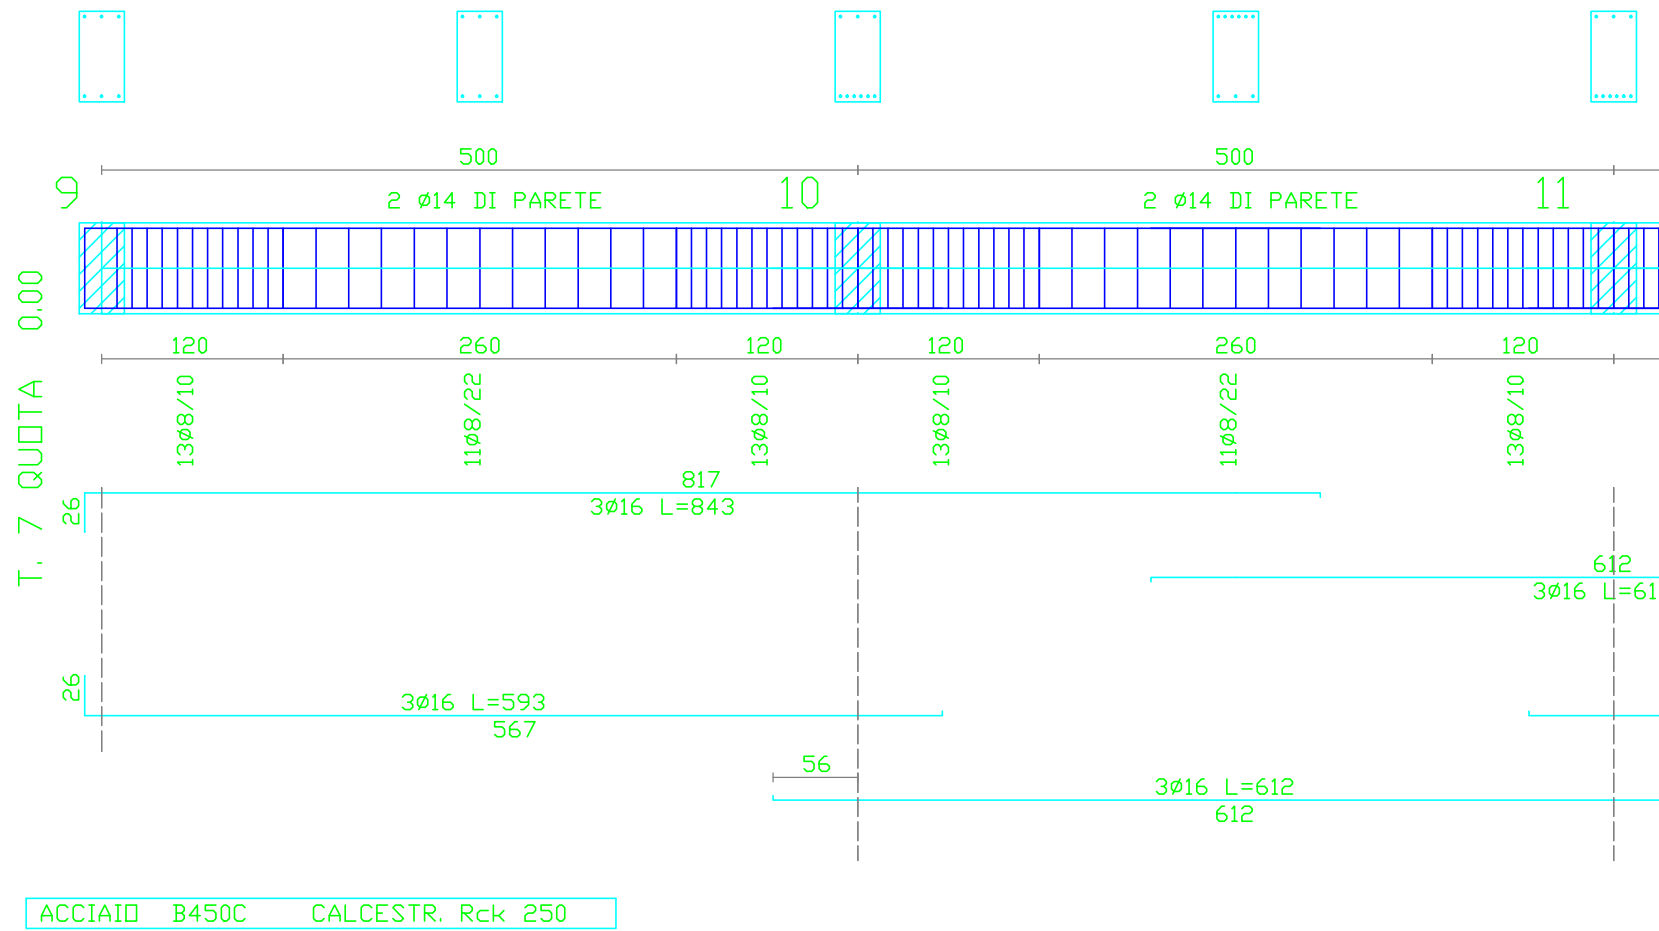 500
500
9
2 ø14 DI PARETE
10
2 ø14 DI PARETE
11
T. 7 QUOTA 0.00
120
260
120
120
260
120
13ø8/10
11ø8/22
13ø8/10
13ø8/10
11ø8/22
13ø8/10
817
26
3ø16 L=843
612
3ø16 L=61
26
3ø16 L=593
567
56
3ø16 L=612
612
ACCIAIO B450C CALCESTR. Rck 250